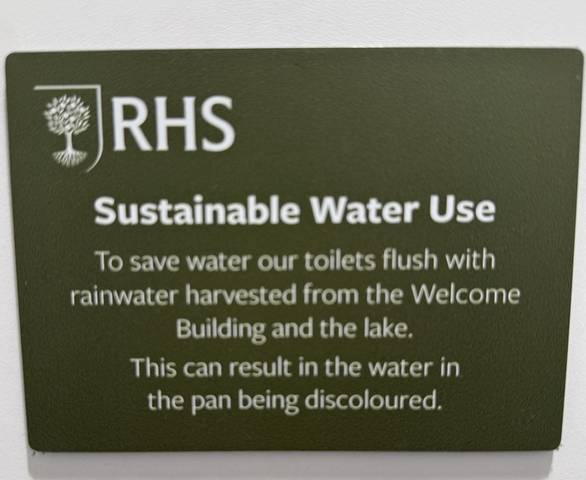 RHS
Sustainable Water Use
To save water our toilets flush with
rainwater harvested from the Welcome
Building and the lake.
This can result in the water in
the pan being discoloured.